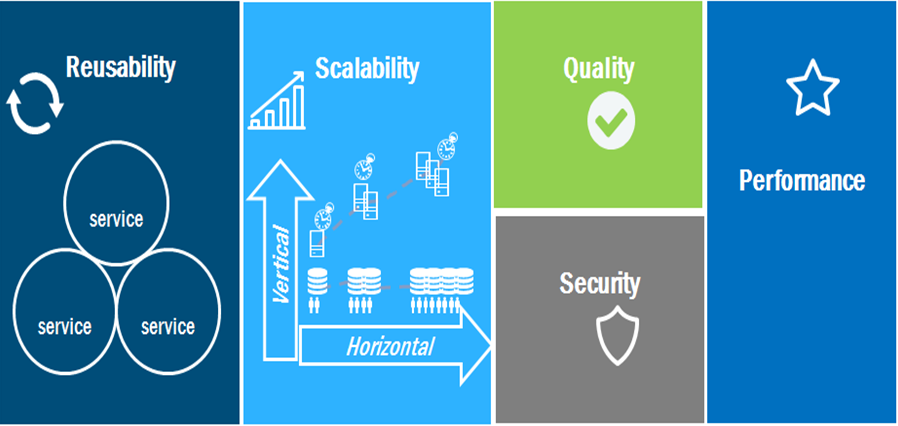 Reusability
service
service
service
Scalability
Vertical
Horizontal
Quality
Security
Performance